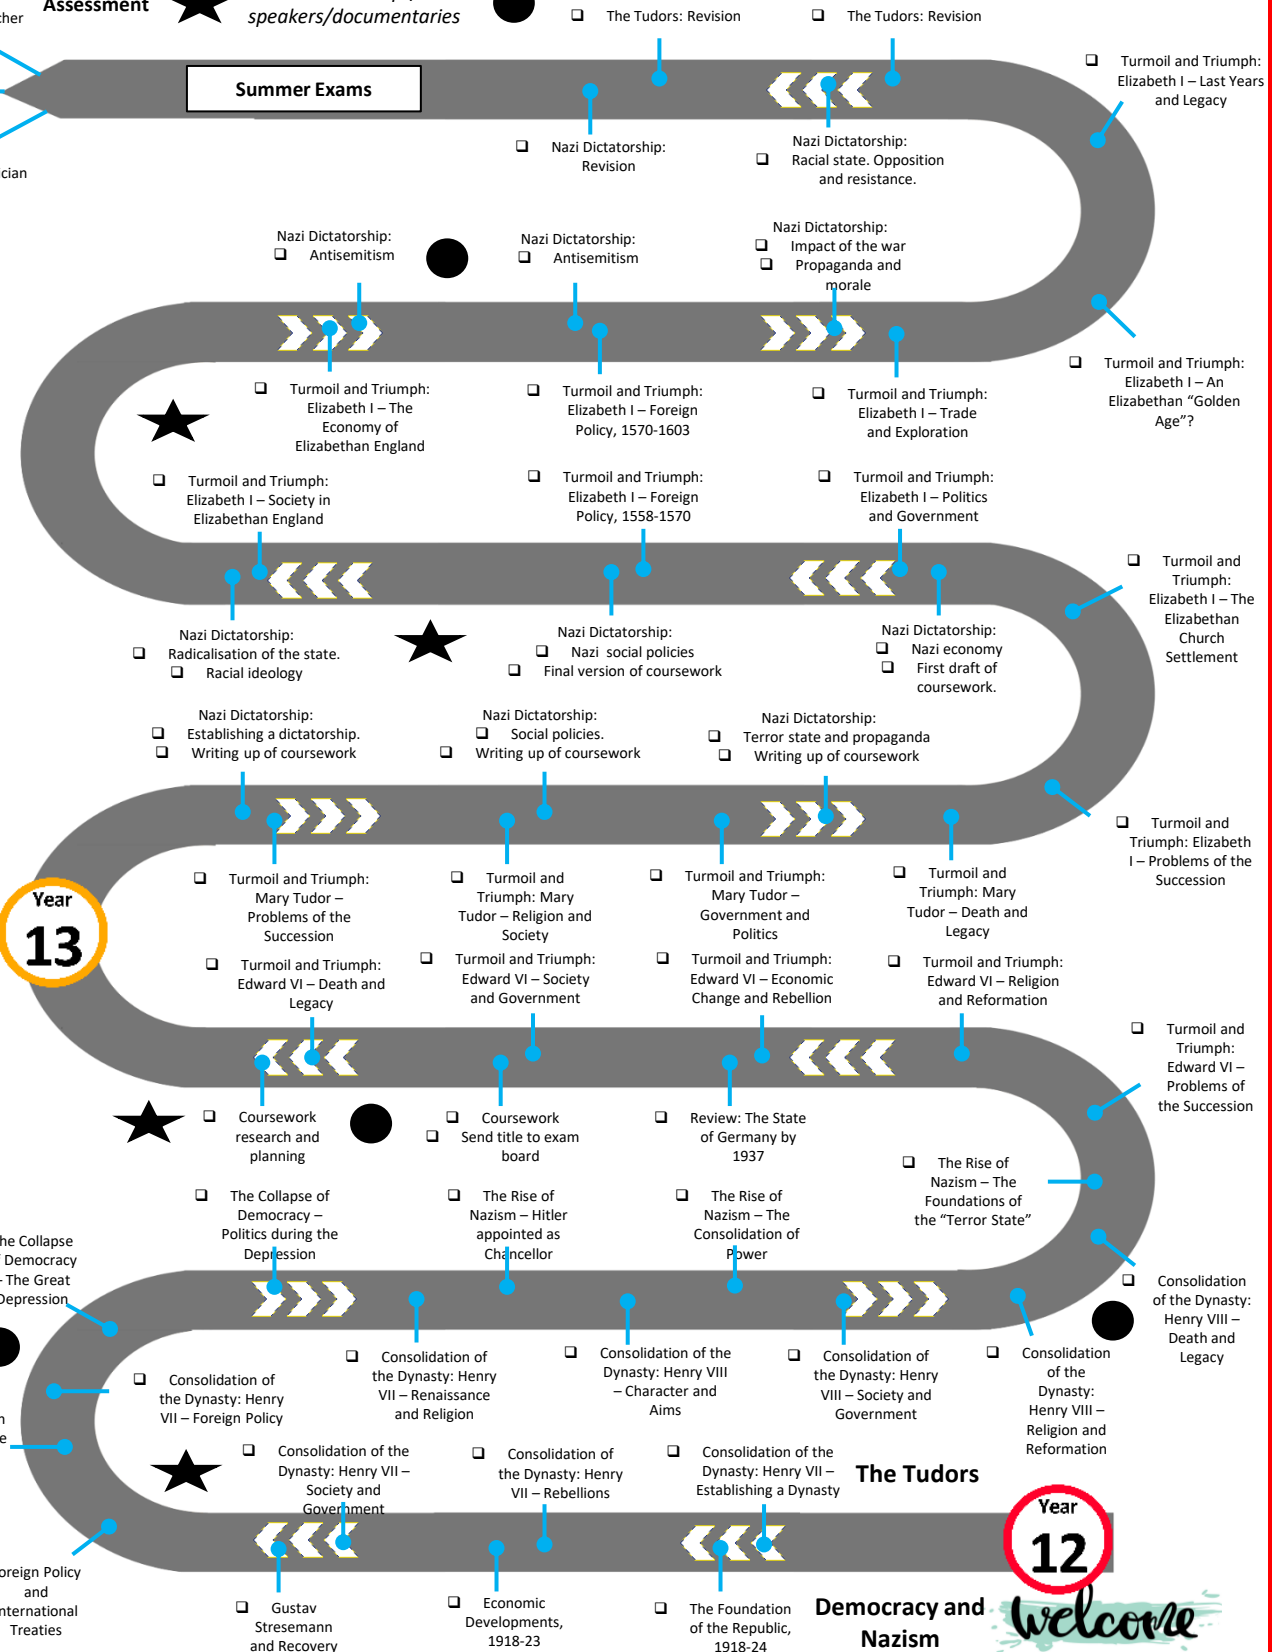 cher
Assessment
speakers/documentaries
❑ The Tudors: Revision
❑ The Tudors: Revision
❑ Turmoil and Triumph:
Elizabeth I – Last Years
and Legacy
Summer Exams
❑ Nazi Dictatorship:
Revision
Nazi Dictatorship:
❑ Racial state. Opposition
and resistance.
ician
Nazi Dictatorship:
❑ Antisemitism
Nazi Dictatorship:
❑ Antisemitism
Nazi Dictatorship:
❑ Impact of the war
❑ Propaganda and
morale
❑ Turmoil and Triumph:
Elizabeth I – An
Elizabethan “Golden
Age”?
❑ Turmoil and Triumph:
Elizabeth I – The
Economy of
Elizabethan England
❑ Turmoil and Triumph:
Elizabeth I – Foreign
Policy, 1570-1603
❑ Turmoil and Triumph:
Elizabeth I – Trade
and Exploration
❑ Turmoil and Triumph:
Elizabeth I – Society in
Elizabethan England
❑ Turmoil and Triumph:
Elizabeth I – Foreign
Policy, 1558-1570
❑ Turmoil and Triumph:
Elizabeth I – Politics
and Government
❑ Turmoil and
Triumph:
Elizabeth I – The
Elizabethan
Church
Settlement
Nazi Dictatorship:
❑ Radicalisation of the state.
❑ Racial ideology
Nazi Dictatorship:
❑ Nazi social policies
❑ Final version of coursework
Nazi Dictatorship:
❑ Nazi economy
❑ First draft of
coursework.
Nazi Dictatorship:
❑ Establishing a dictatorship.
❑ Writing up of coursework
Nazi Dictatorship:
❑ Social policies.
❑ Writing up of coursework
Nazi Dictatorship:
❑ Terror state and propaganda
❑ Writing up of coursework
❑ Turmoil and
Triumph: Elizabeth
I – Problems of the
Succession
Year
13
❑ Turmoil and Triumph:
Mary Tudor –
Problems of the
Succession
❑ Turmoil and
Triumph: Mary
Tudor – Religion and
Society
❑ Turmoil and Triumph:
Mary Tudor –
Government and
Politics
❑ Turmoil and
Triumph: Mary
Tudor – Death and
Legacy
❑ Turmoil and Triumph:
Edward VI – Death and
Legacy
❑ Turmoil and Triumph:
Edward VI – Society
and Government
❑ Turmoil and Triumph:
Edward VI – Economic
Change and Rebellion
❑ Turmoil and Triumph:
Edward VI – Religion
and Reformation
❑ Turmoil and
Triumph:
Edward VI –
Problems of
the Succession
❑ Coursework
research and
planning
❑ Coursework
❑ Send title to exam
board
❑ Review: The State
of Germany by
1937
❑ The Rise of
Nazism – The
Foundations of
the “Terror State”
❑ The Collapse of
Democracy –
Politics during the
Depression
❑ The Rise of
Nazism – Hitler
appointed as
Chancellor
❑ The Rise of
Nazism – The
Consolidation of
Power
he Collapse
f Democracy
– The Great
Depression
❑ Consolidation
of the Dynasty:
Henry VIII –
Death and
Legacy
❑ Consolidation of
the Dynasty: Henry
VII – Foreign Policy
❑ Consolidation of
the Dynasty: Henry
VII – Renaissance
and Religion
❑ Consolidation of the
Dynasty: Henry VIII
– Character and
Aims
❑ Consolidation of
the Dynasty: Henry
VIII – Society and
Government
❑ Consolidation
of the
Dynasty:
Henry VIII –
Religion and
Reformation
n
e
❑ Consolidation of the
Dynasty: Henry VII –
Society and
Government
❑ Consolidation of
the Dynasty: Henry
VII – Rebellions
❑ Consolidation of the
Dynasty: Henry VII –
Establishing a Dynasty
The Tudors
Year
12
welcome
oreign Policy
and
nternational
Treaties
❑ Gustav
Stresemann
and Recovery
❑ Economic
Developments,
1918-23
❑ The Foundation
of the Republic,
1918-24
Democracy and
Nazism